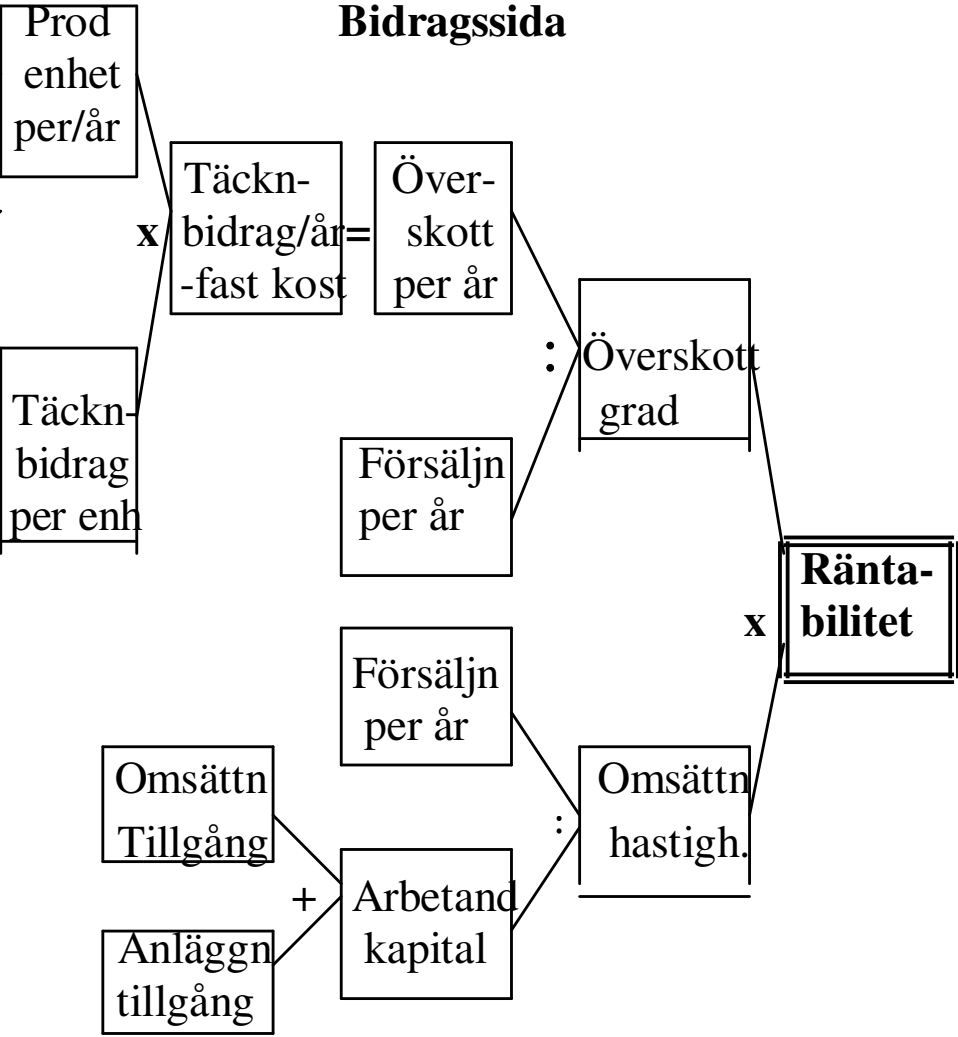 Bidragssida
Prod
enhet
per/år
x
Täckn-
bidrag
per enh
Täckn-
bidrag/år
-fast kost
=
Över-
skott
per år
:
Försäljn
per år
Överskott
grad
x
Ränta-
bilitet
Försäljn
per år
:
Omsättn
hastigh.
Omsättn
Tillgång
+
Anläggn
tillgång
Arbetand
kapital